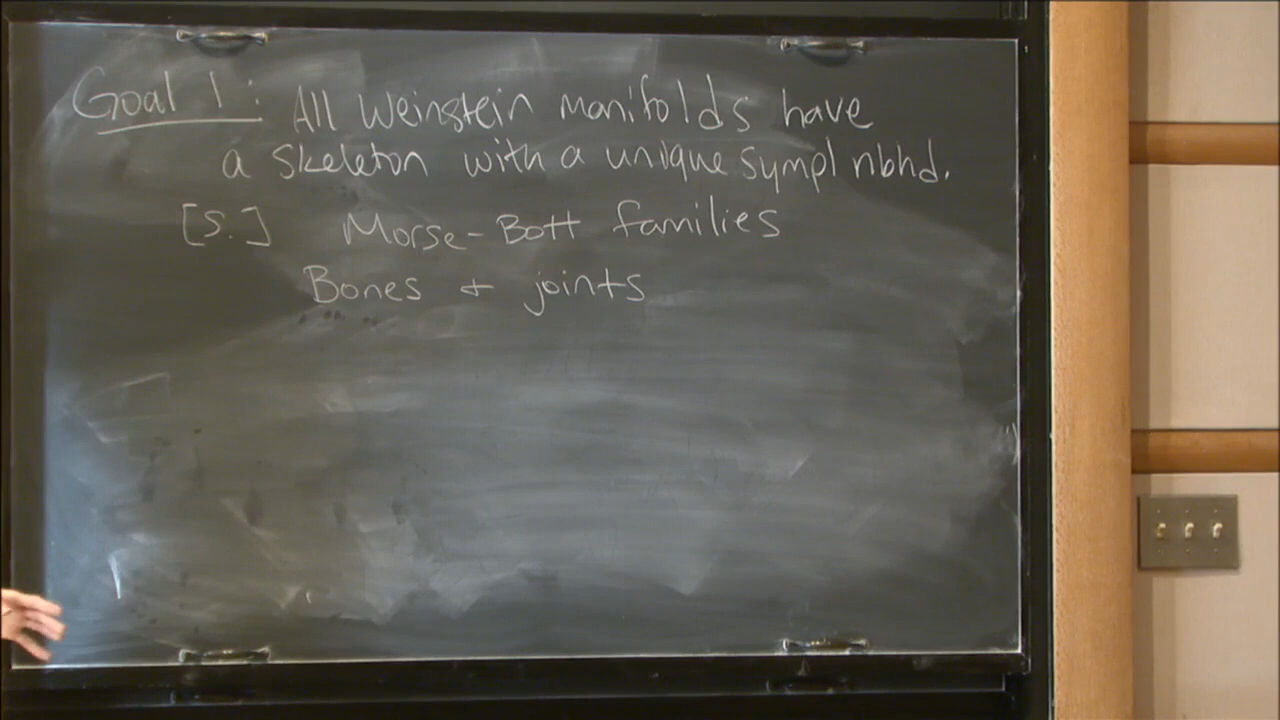 Goal 1: All Weinstein manifolds have
a skeleton with a unique sympl nbhd.
[S.] Morse-Bott families
Bones + joints